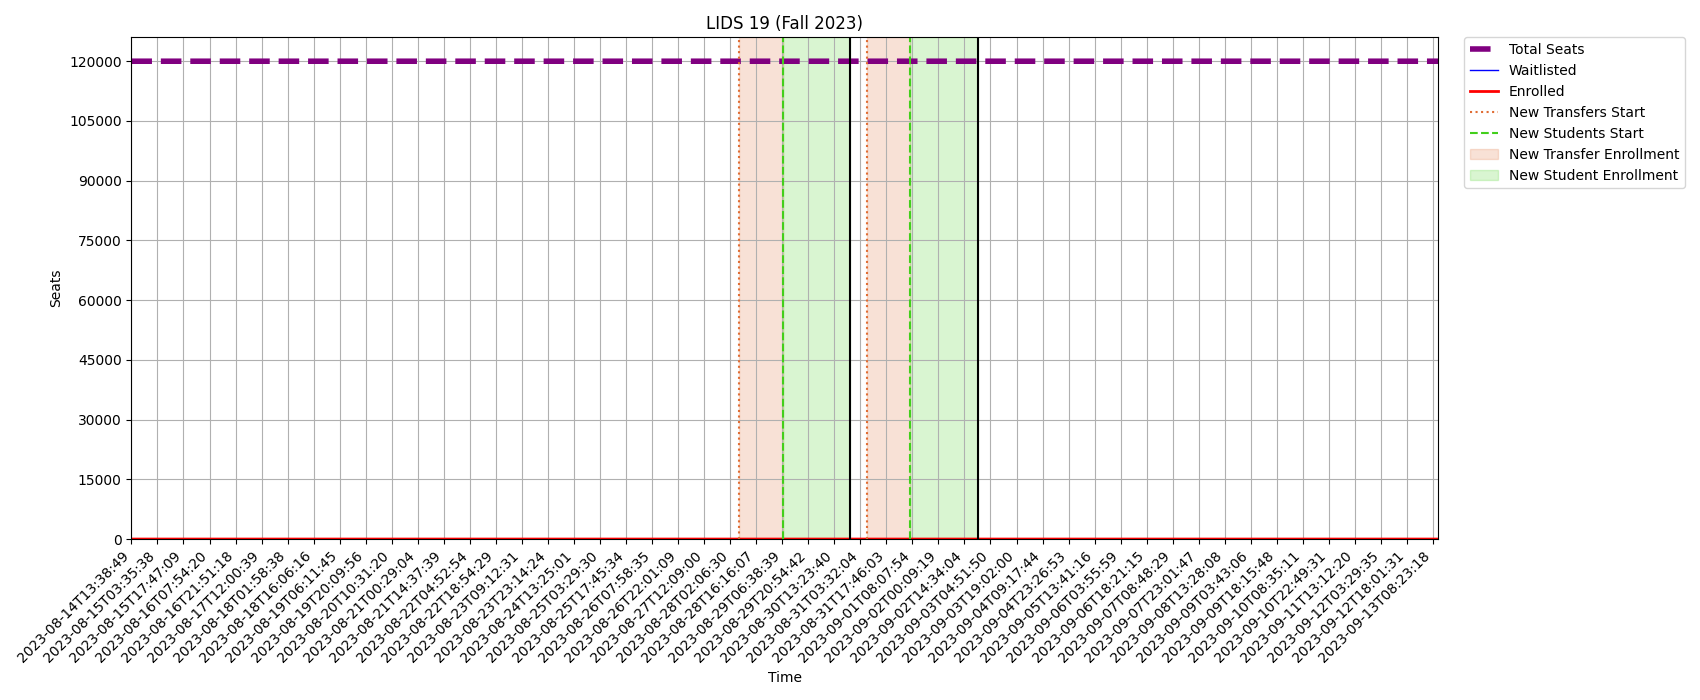 LIDS 19 (Fall 2023)
Total Seats
Waitlisted
Enrolled
New Transfers Start
New Students Start
New Transfer Enrollment
New Student Enrollment
Seats
120000
105000
90000
75000
60000
45000
30000
15000
0
2023-08-14T13:38:49
2023-08-15T03:35:38
2023-08-15T17:47:09
2023-08-16T07:54:20
2023-08-16T21:51:18
2023-08-17T12:00:39
2023-08-18T01:58:38
2023-08-18T16:06:16
2023-08-19T06:11:45
2023-08-19T20:09:56
2023-08-20T10:31:20
2023-08-21T00:29:04
2023-08-21T14:37:39
2023-08-22T04:52:54
2023-08-22T18:54:29
2023-08-23T09:12:31
2023-08-23T23:14:24
2023-08-24T13:25:01
2023-08-25T03:29:30
2023-08-25T17:45:34
2023-08-26T07:58:35
2023-08-26T22:01:09
2023-08-27T12:09:00
2023-08-28T02:06:30
2023-08-28T16:16:07
2023-08-29T06:38:39
2023-08-29T20:54:42
2023-08-30T13:23:40
2023-08-31T03:32:04
2023-08-31T17:46:03
2023-09-01T08:07:54
2023-09-02T00:09:19
2023-09-02T14:34:04
2023-09-03T04:51:50
2023-09-03T19:02:00
2023-09-04T09:17:44
2023-09-04T23:26:53
2023-09-05T13:41:16
2023-09-06T03:55:59
2023-09-06T18:21:15
2023-09-07T08:48:29
2023-09-07T23:01:47
2023-09-08T13:28:08
2023-09-09T03:43:06
2023-09-09T18:15:48
2023-09-10T08:35:11
2023-09-10T22:49:31
2023-09-11T13:12:20
2023-09-12T03:29:35
2023-09-12T18:01:31
2023-09-13T08:23:18
Time